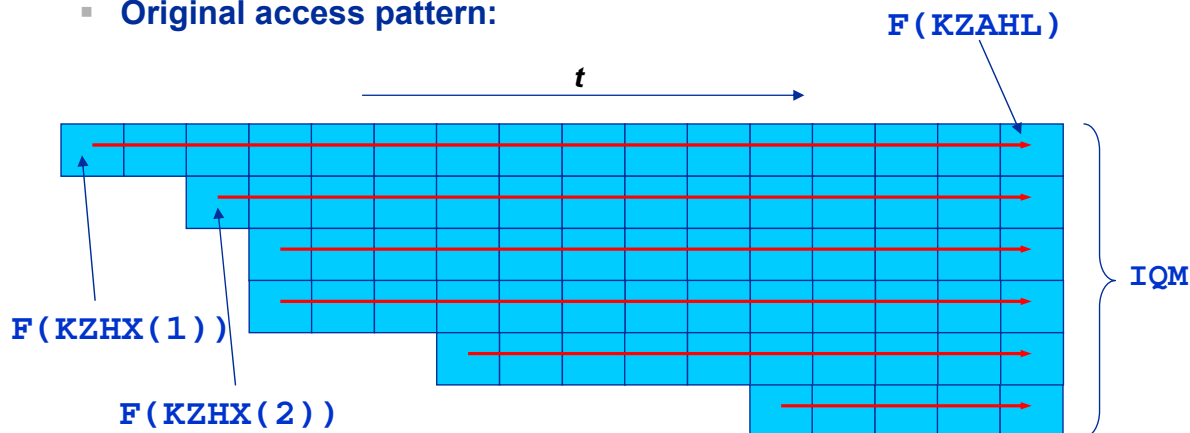 Original access pattern:
F(KZAHL)
t
IQM
F(KZHX(1))
F(KZHX(2))